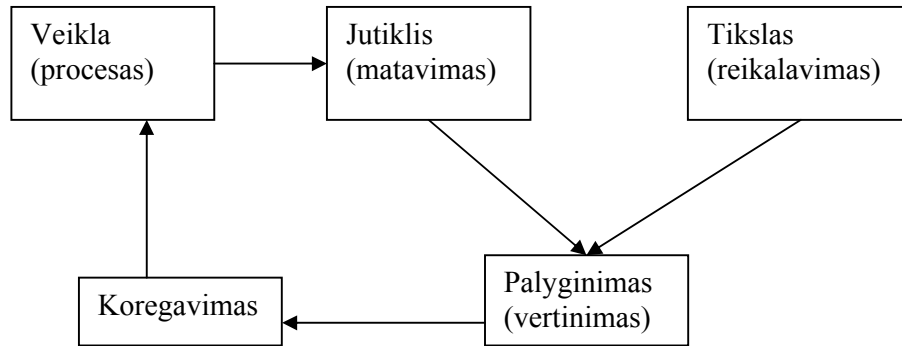 Veikla
(procesas)
Jutiklis
(matavimas)
Tikslas
(reikalavimas)
Koregavimas
Palyginimas
(vertinimas)